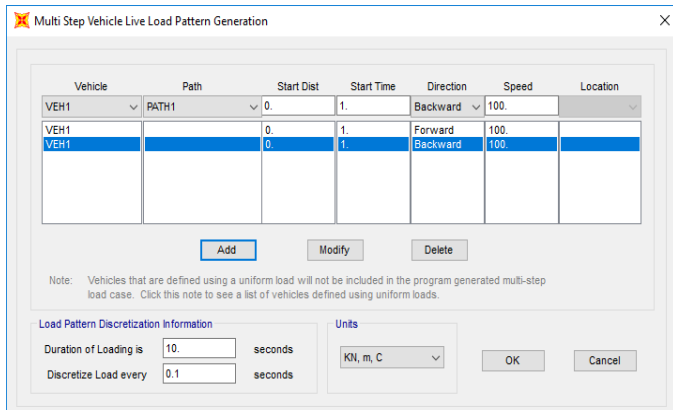 Multi Step Vehicle Live Load Pattern Generation
Vehicle Path Start Dist Start Time Direction Speed Location
VEH1 PATH1 0. 1. Backward 100.
VEH1 0. 1. Forward 100.
VEH1 0. 1. Backward 100.
Add Modify Delete
Note: Vehicles that are defined using a uniform load will not be included in the program generated multi-step
load case. Click this note to see a list of vehicles defined using uniform loads.
Load Pattern Discretization Information Units
Duration of Loading is 10. seconds
KN, m, C OK Cancel
Discretize Load every 0.1 seconds